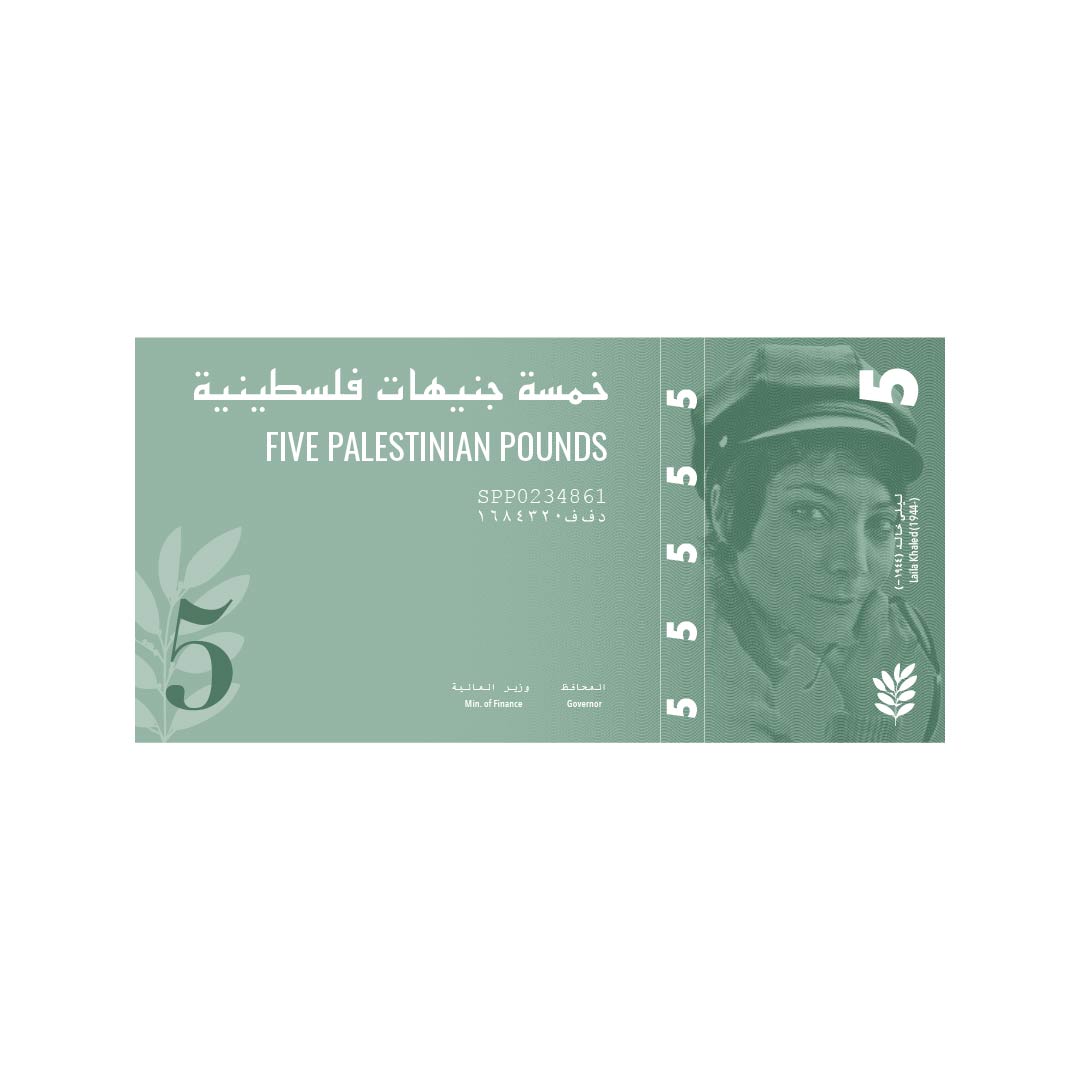 خمسة جنيهات فلسطينية
FIVE PALESTINIAN POUNDS
SPP0234861
دفف٠٢٣٤٨٦١
وزير المالية
Min. of Finance
المحافظ
Governor
5
5
5
5
5
5
5
ليلى خالد (١٩٤٤-)
Laila Khaled (1944-)